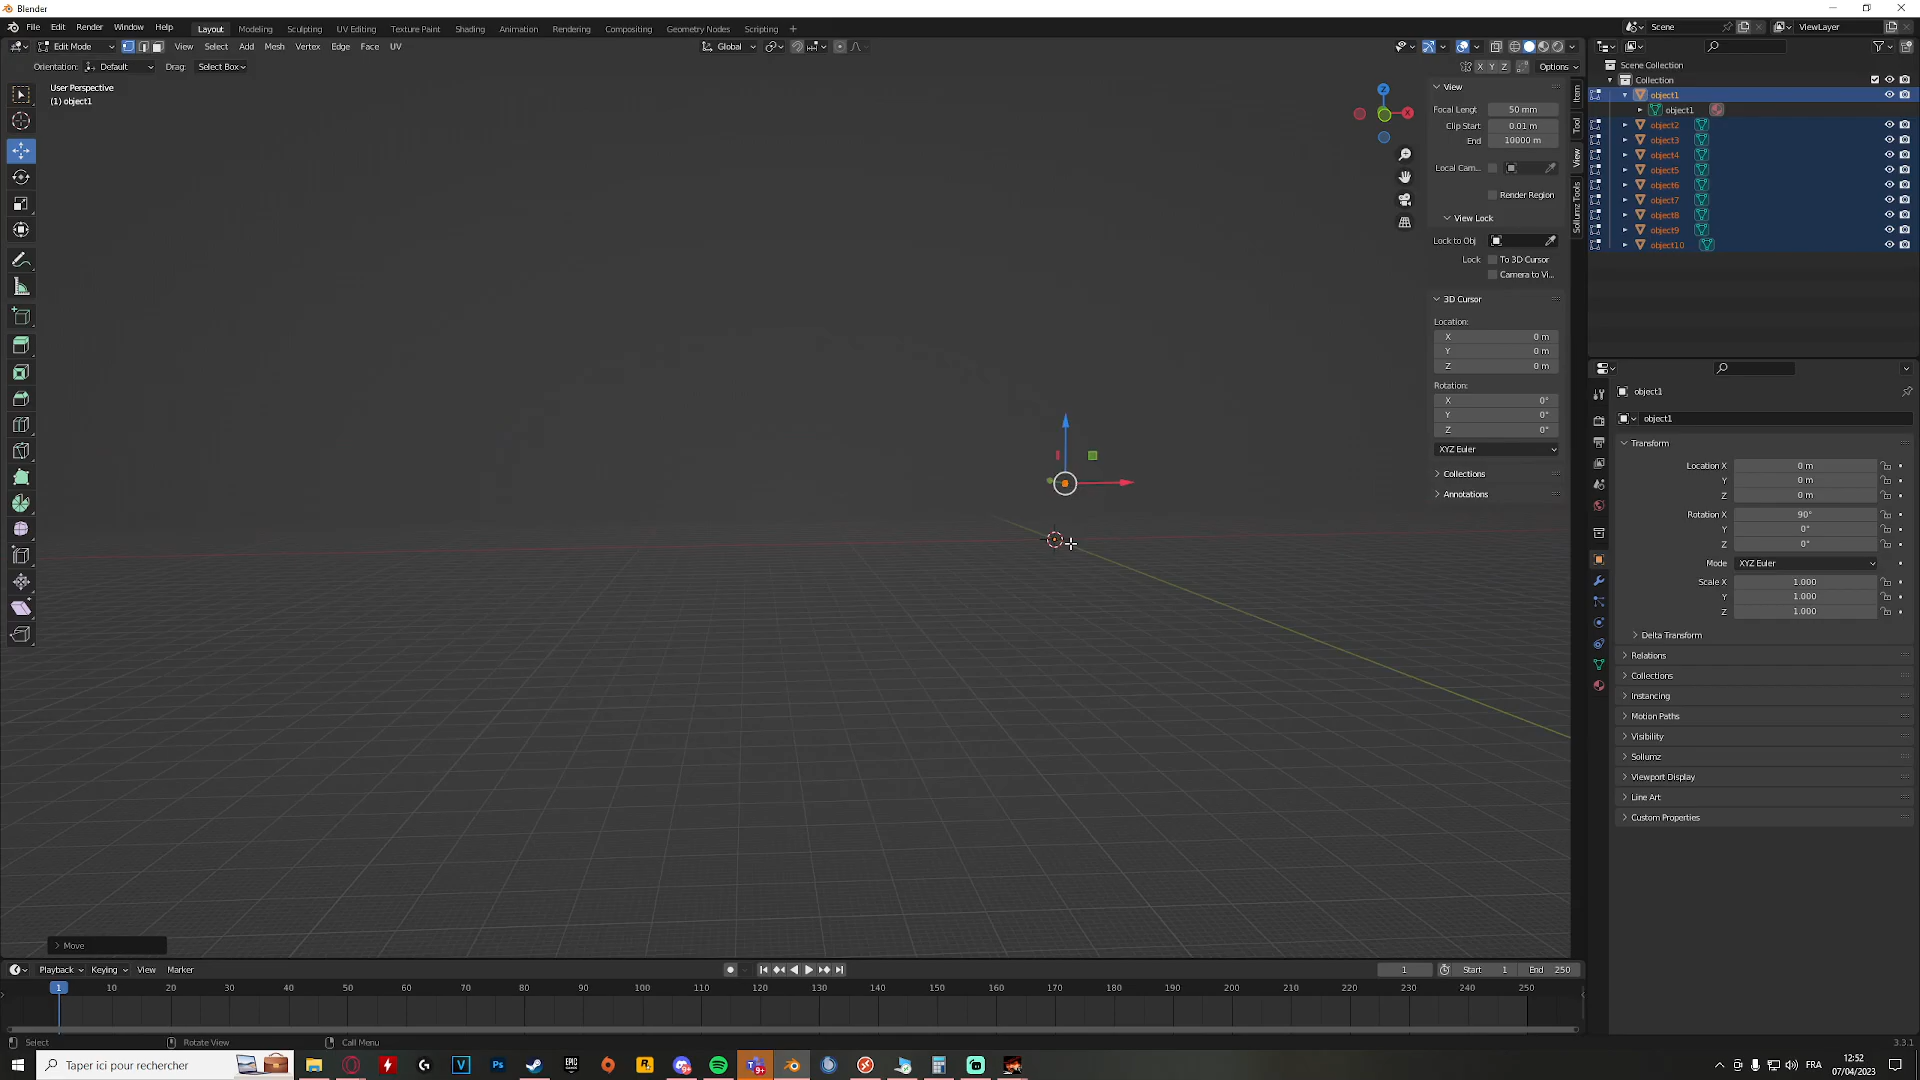 Blender
File Edit Render Window Help
Layout Modeling Sculpting UV Editing Texture Paint Shading Animation Rendering Compositing Geometry Nodes Scripting +
Scene
ViewLayer
Edit Mode View Select Add Mesh Vertex Edge Face UV
Global
Orientation: Default Drag: Select Box
X Y Z Options
User Perspective
(1) object1
Z
X
View
Focal Lengt 50 mm
Clip Start 0.01 m
End 10000 m
Local Cam...
Render Region
View Lock
Lock to Obj
Lock To 3D Cursor
Camera to Vi...
3D Cursor
Location:
X 0 m
Y 0 m
Z 0 m
Rotation:
X 0°
Y 0°
Z 0°
XYZ Euler
Collections
Annotations
Item
Tool
View
Sollumz Tools
Scene Collection
Collection
object1
object1
object2
object3
object4
object5
object6
object7
object8
object9
object10
object1
object1
Transform
Location X 0 m
Y 0 m
Z 0 m
Rotation X 90°
Y 0°
Z 0°
Mode XYZ Euler
Scale X 1.000
Y 1.000
Z 1.000
Delta Transform
Relations
Collections
Instancing
Motion Paths
Visibility
Sollumz
Viewport Display
Line Art
Custom Properties
Move
Playback Keying View Marker
1 Start 1 End 250
1 10 20 30 40 50 60 70 80 90 100 110 120 130 140 150 160 170 180 190 200 210 220 230 240 250
Select Rotate View Call Menu
3.3.1
Taper ici pour rechercher
V
Ps
EPIC
R
9+
FRA
12:52
07/04/2023